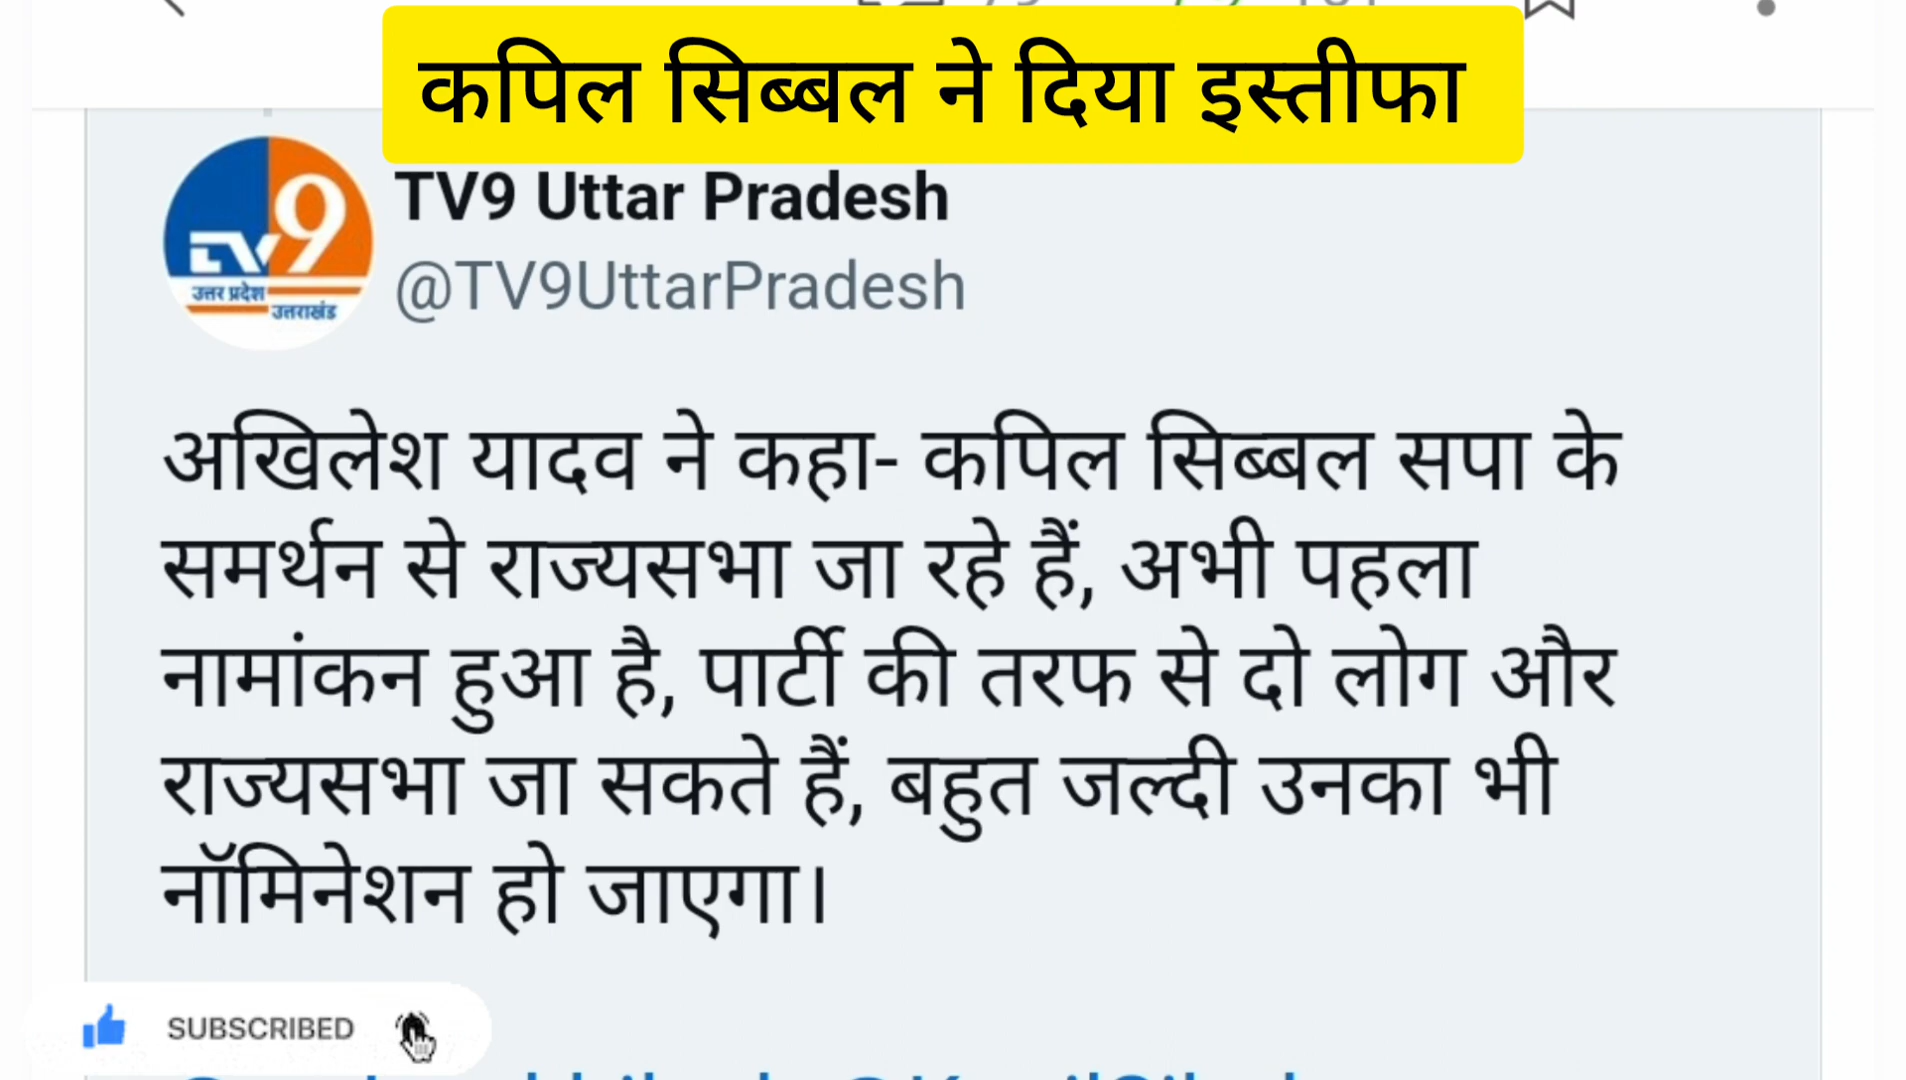 कपिल सिब्बल ने दिया इस्तीफा
TV9 Uttar Pradesh
@TV9UttarPradesh
TV9
उत्तर प्रदेश
उत्तराखंड
अखिलेश यादव ने कहा- कपिल सिब्बल सपा के
समर्थन से राज्यसभा जा रहे हैं, अभी पहला
नामांकन हुआ है, पार्टी की तरफ से दो लोग और
राज्यसभा जा सकते हैं, बहुत जल्दी उनका भी
नॉमिनेशन हो जाएगा।
SUBSCRIBED